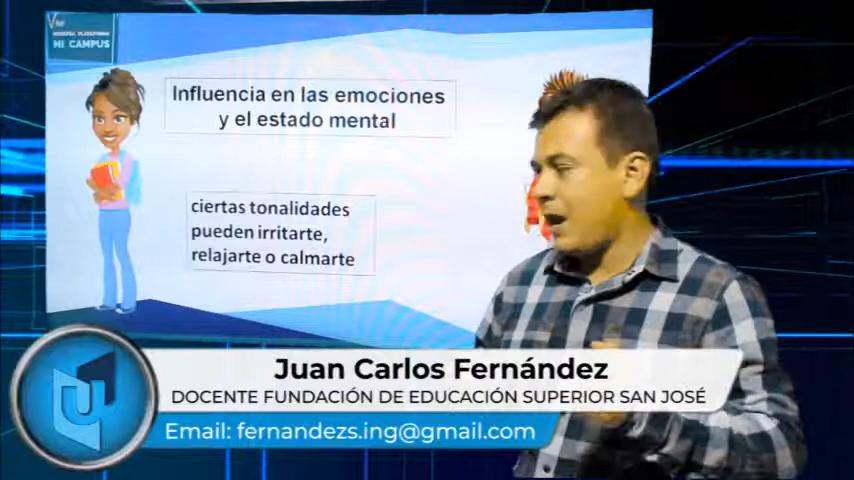 MI CAMPUS
Influencia en las emociones
y el estado mental
ciertas tonalidades
pueden irritarte,
relajarte o calmarte
Juan Carlos Fernández
DOCENTE FUNDACIÓN DE EDUCACIÓN SUPERIOR SAN JOSÉ
Email: fernandezs.ing@gmail.com